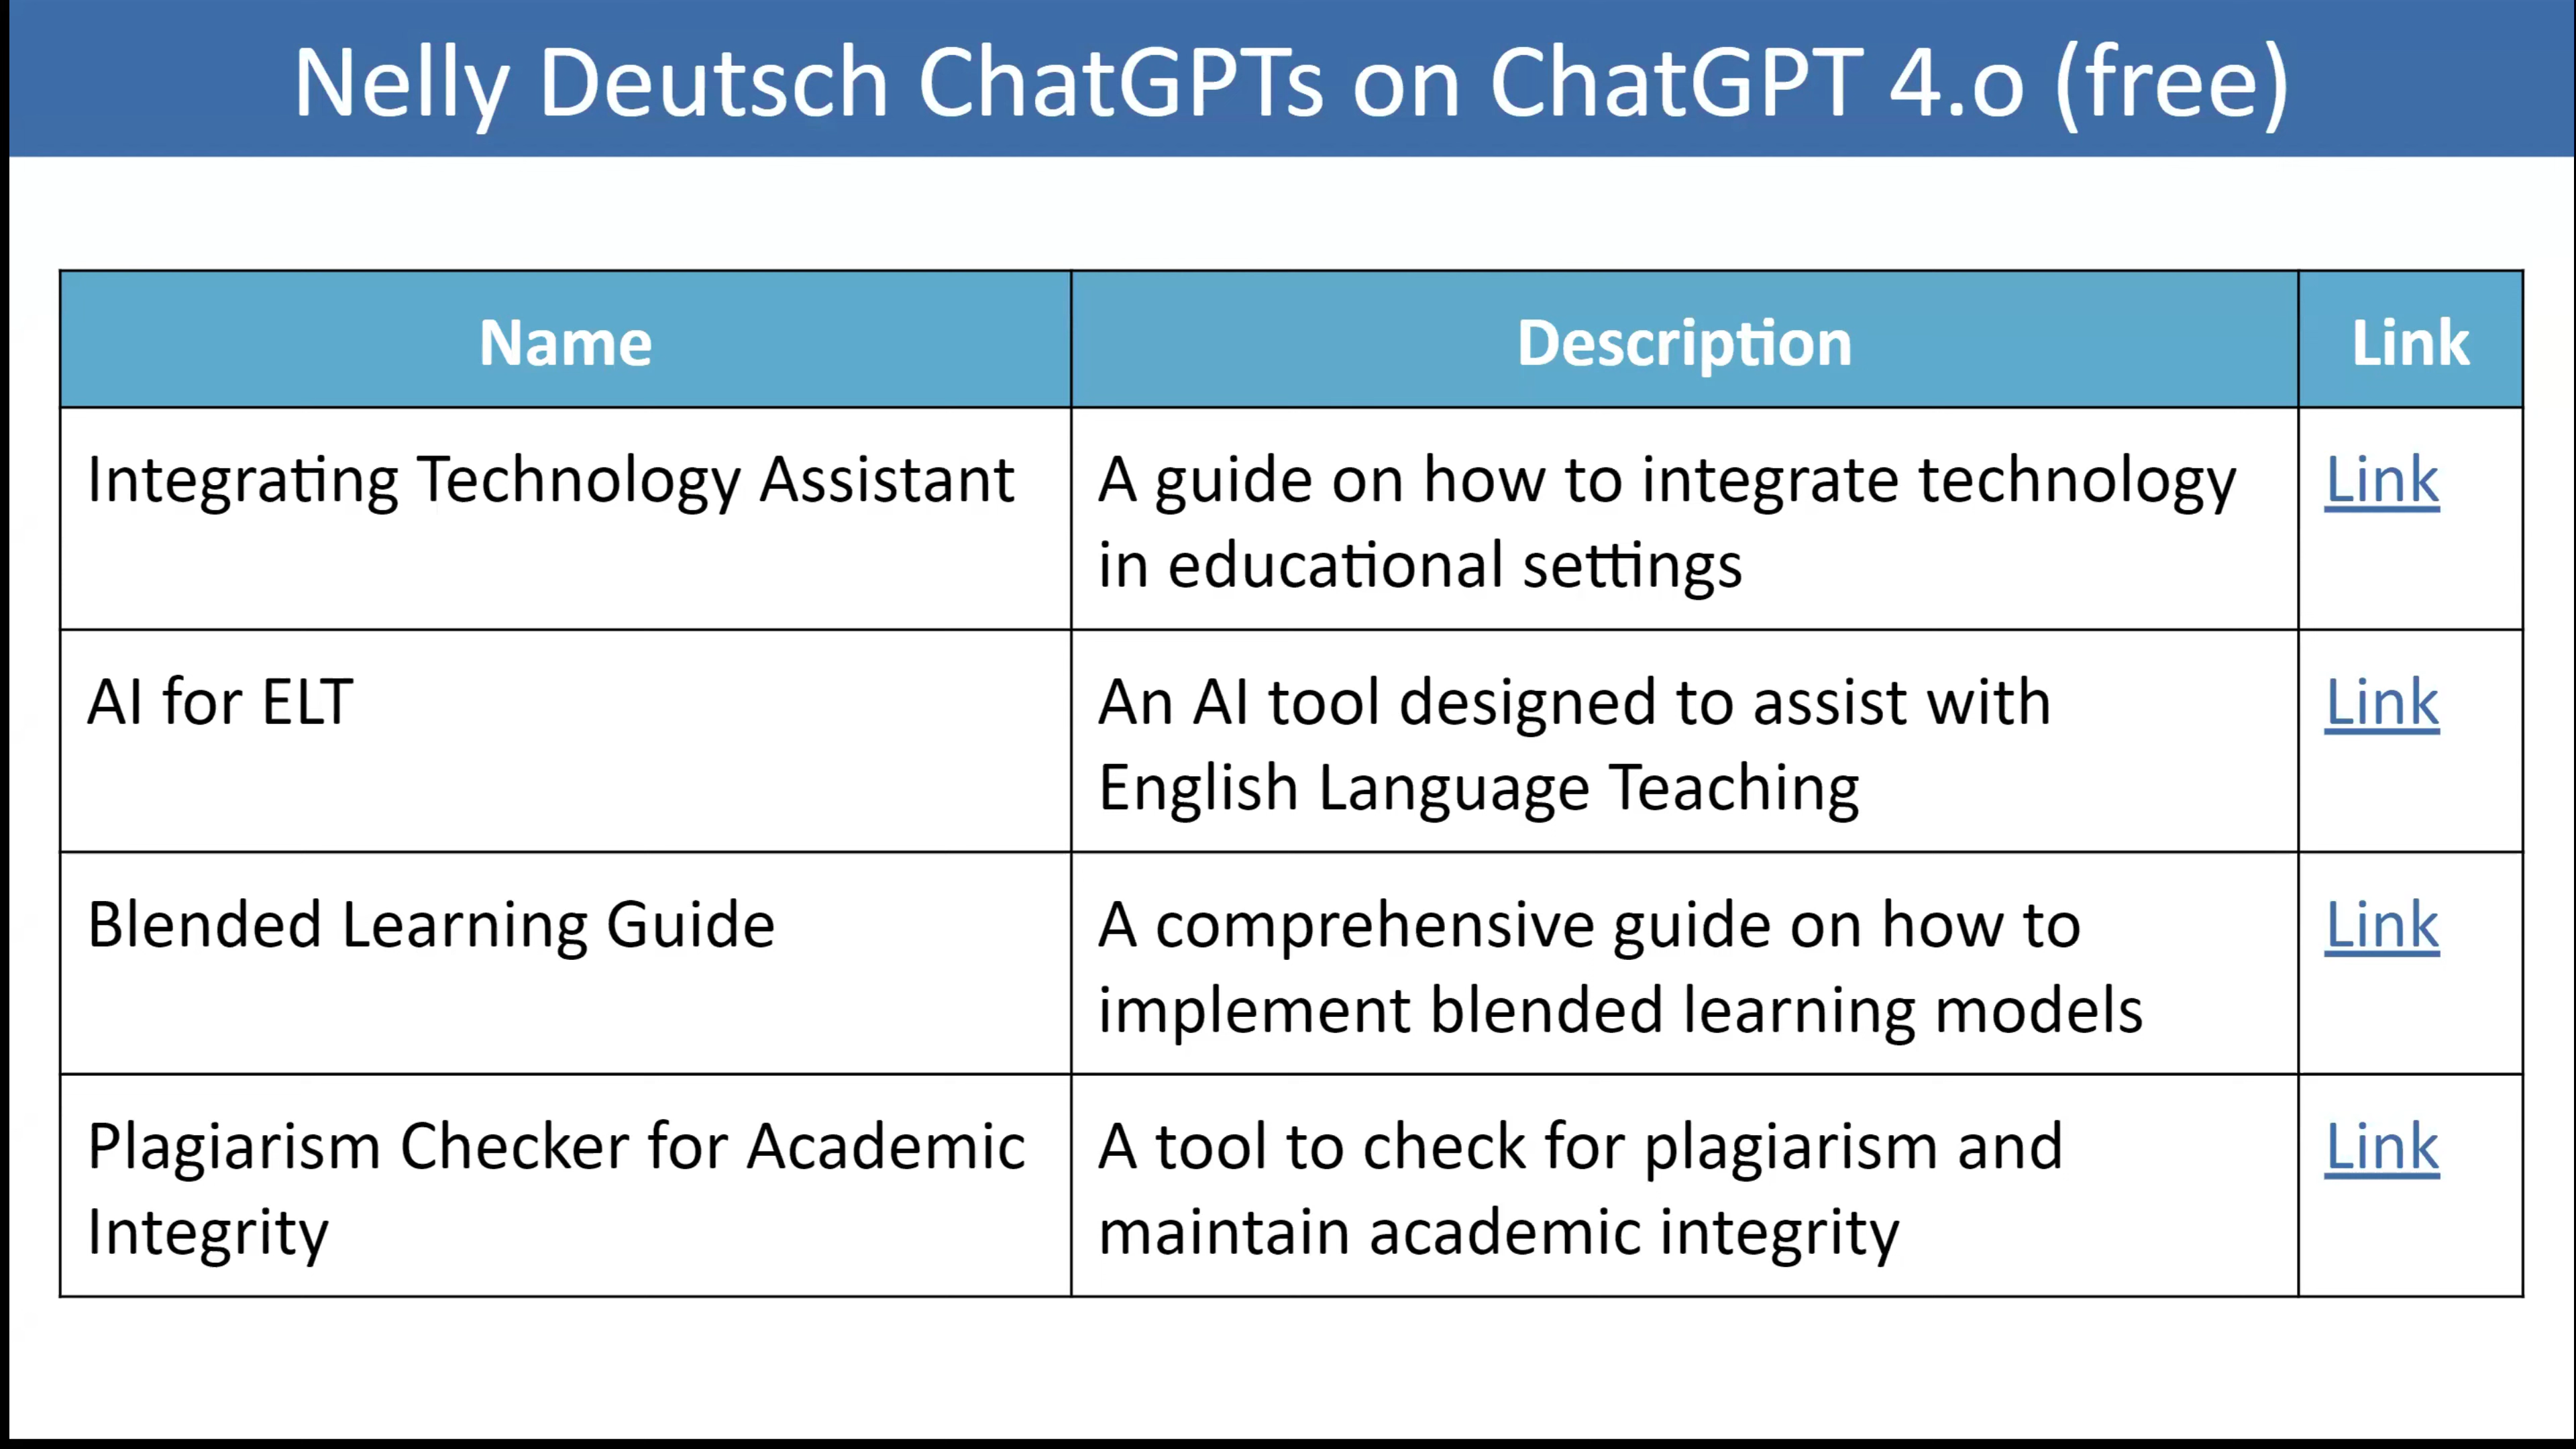 Nelly Deutsch ChatGPTs on ChatGPT 4.o (free)
Name
Description
Link
Integrating Technology Assistant
A guide on how to integrate technology
in educational settings
Link
AI for ELT
An AI tool designed to assist with
English Language Teaching
Link
Blended Learning Guide
A comprehensive guide on how to
implement blended learning models
Link
Plagiarism Checker for Academic
Integrity
A tool to check for plagiarism and
maintain academic integrity
Link